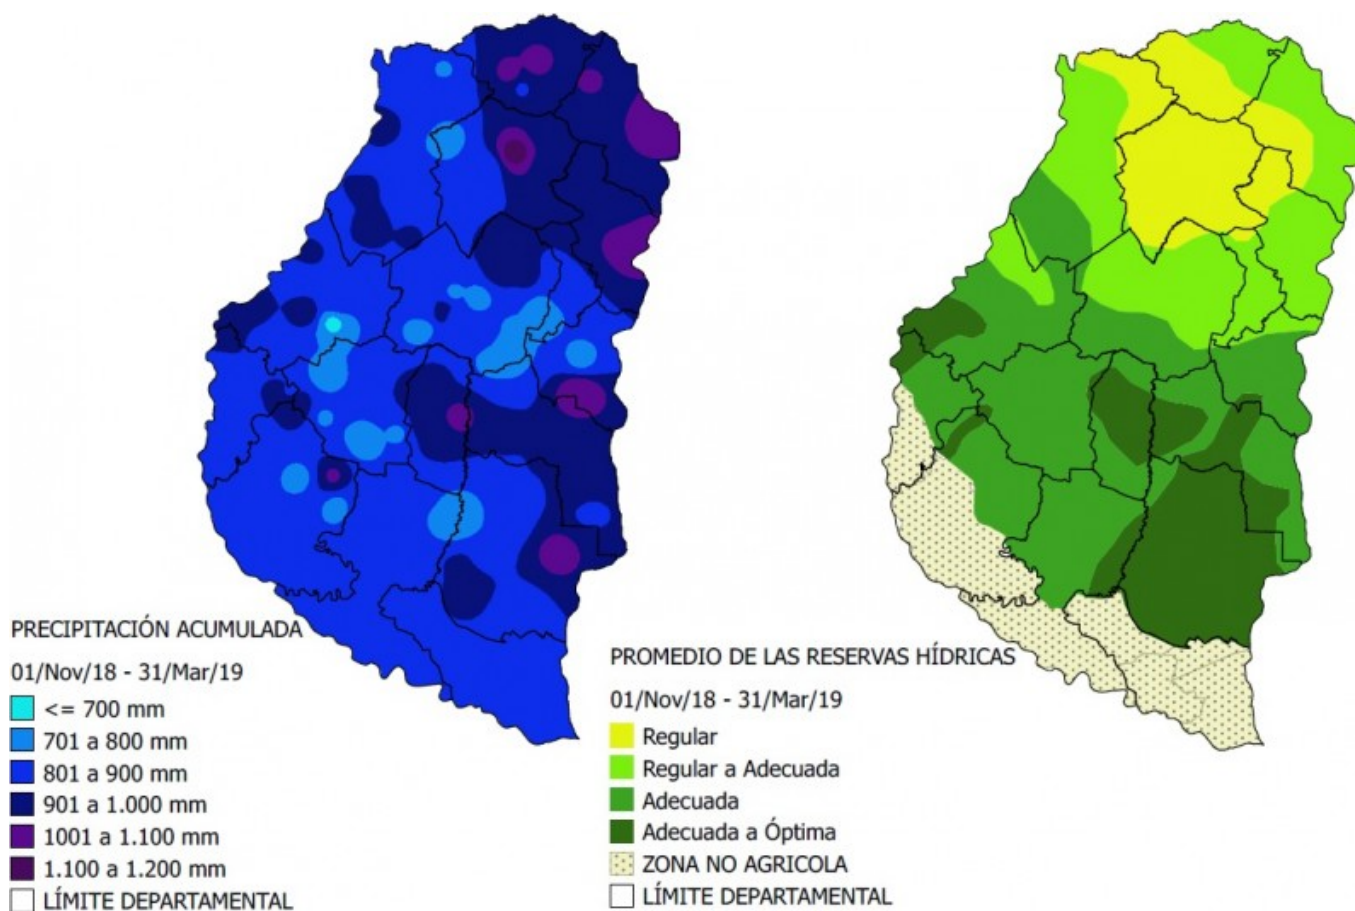 PRECIPITACIÓN ACUMULADA
01/Nov/18 - 31/Mar/19
<= 700 mm
701 a 800 mm
801 a 900 mm
901 a 1.000 mm
1001 a 1.100 mm
1.100 a 1.200 mm
LÍMITE DEPARTAMENTAL
PROMEDIO DE LAS RESERVAS HÍDRICAS
01/Nov/18 - 31/Mar/19
Regular
Regular a Adecuada
Adecuada
Adecuada a Óptima
ZONA NO AGRICOLA
LÍMITE DEPARTAMENTAL